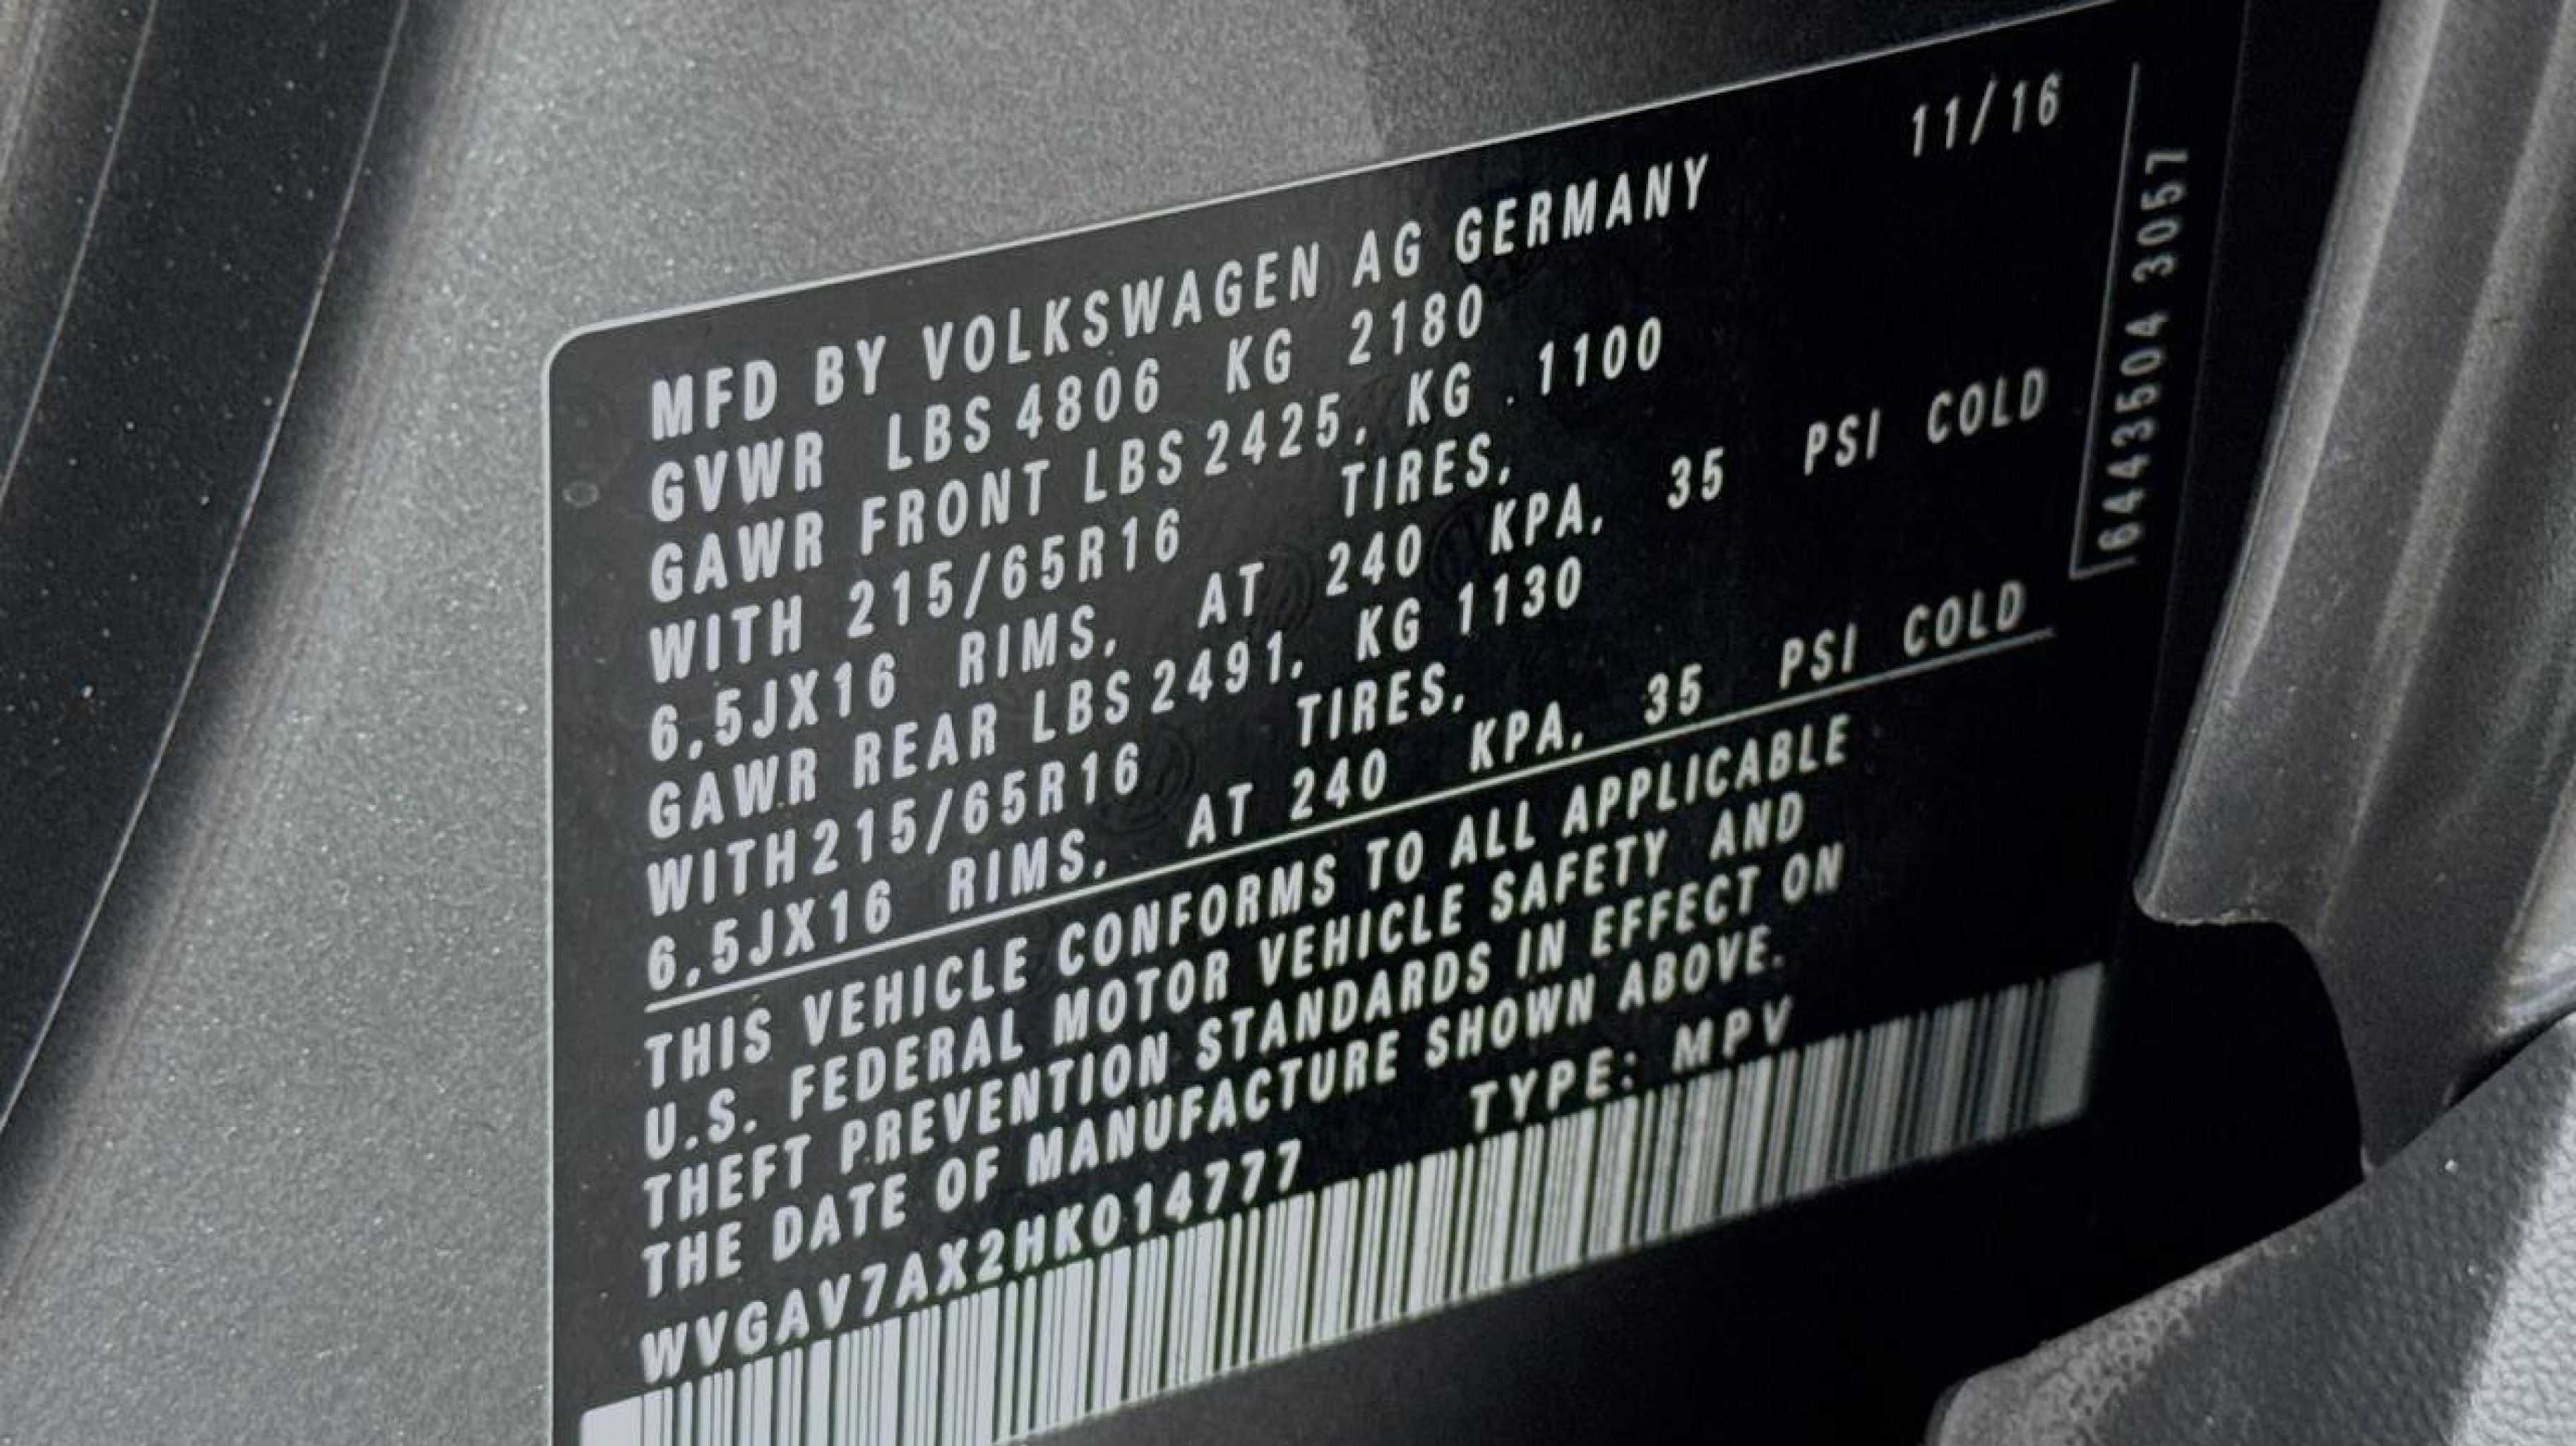 11/16
MFD BY VOLKSWAGEN AG GERMANY
GVWR LBS 4806 KG 2180
GAWR FRONT LBS 2425, KG . 1100
WITH 215/65R16 TIRES,
6,5JX16 RIMS, AT 240 KPA, 35 PSI COLD
GAWR REAR LBS 2491, KG 1130
WITH 215/65R16 TIRES,
6,5JX16 RIMS, AT 240 KPA, 35 PSI COLD
THIS VEHICLE CONFORMS TO ALL APPLICABLE
U.S. FEDERAL MOTOR VEHICLE SAFETY AND
THEFT PREVENTION STANDARDS IN EFFECT ON
THE DATE OF MANUFACTURE SHOWN ABOVE.
WVGAV7AX2HK014777 TYPE: MPV
6443504 3057